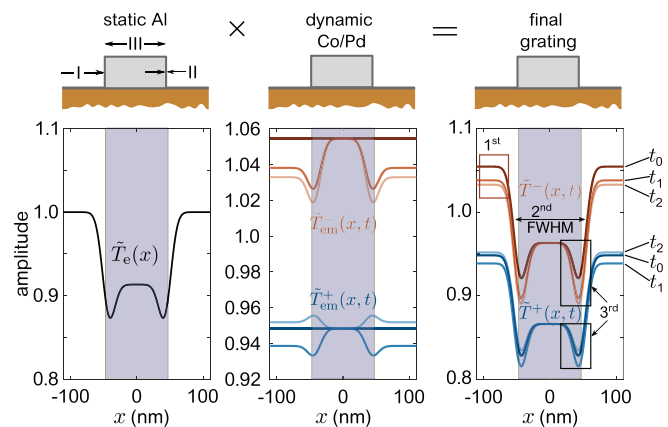 static Al
×
dynamic
Co/Pd
=
final
grating
III
I
II
amplitude
1.1
1.0
0.9
0.8
T̃e(x)
-100
0
100
x (nm)
1.06
1.04
1.02
1.00
0.98
0.96
0.94
0.92
T̃−em(x, t)
T̃+em(x, t)
-100
0
100
x (nm)
1.1
1.0
0.9
0.8
1st
T̃−(x, t)
2nd
FWHM
T̃+(x, t)
3rd
t0
t1
t2
t2
t0
t1
-100
0
100
x (nm)